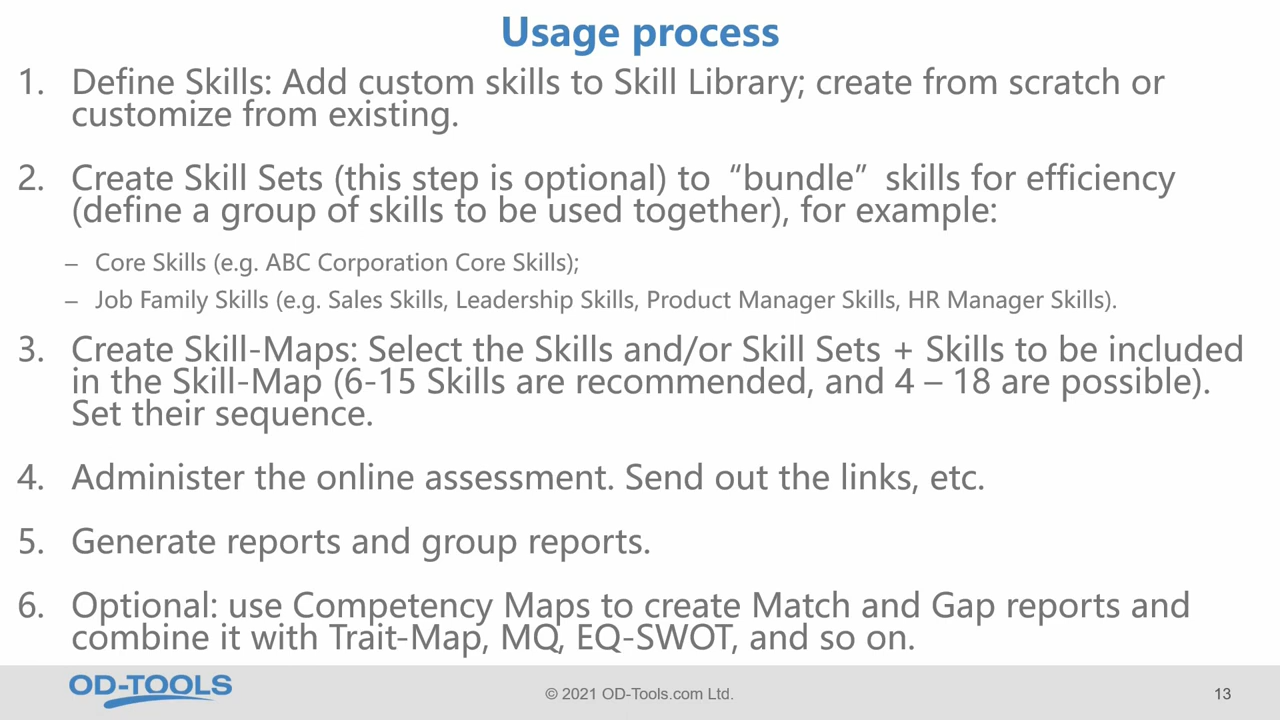 Usage process
1. Define Skills: Add custom skills to Skill Library; create from scratch or
customize from existing.
2. Create Skill Sets (this step is optional) to “bundle” skills for efficiency
(define a group of skills to be used together), for example:
– Core Skills (e.g. ABC Corporation Core Skills);
– Job Family Skills (e.g. Sales Skills, Leadership Skills, Product Manager Skills, HR Manager Skills).
3. Create Skill-Maps: Select the Skills and/or Skill Sets + Skills to be included
in the Skill-Map (6-15 Skills are recommended, and 4 – 18 are possible).
Set their sequence.
4. Administer the online assessment. Send out the links, etc.
5. Generate reports and group reports.
6. Optional: use Competency Maps to create Match and Gap reports and
combine it with Trait-Map, MQ, EQ-SWOT, and so on.
OD-TOOLS
© 2021 OD-Tools.com Ltd.
13